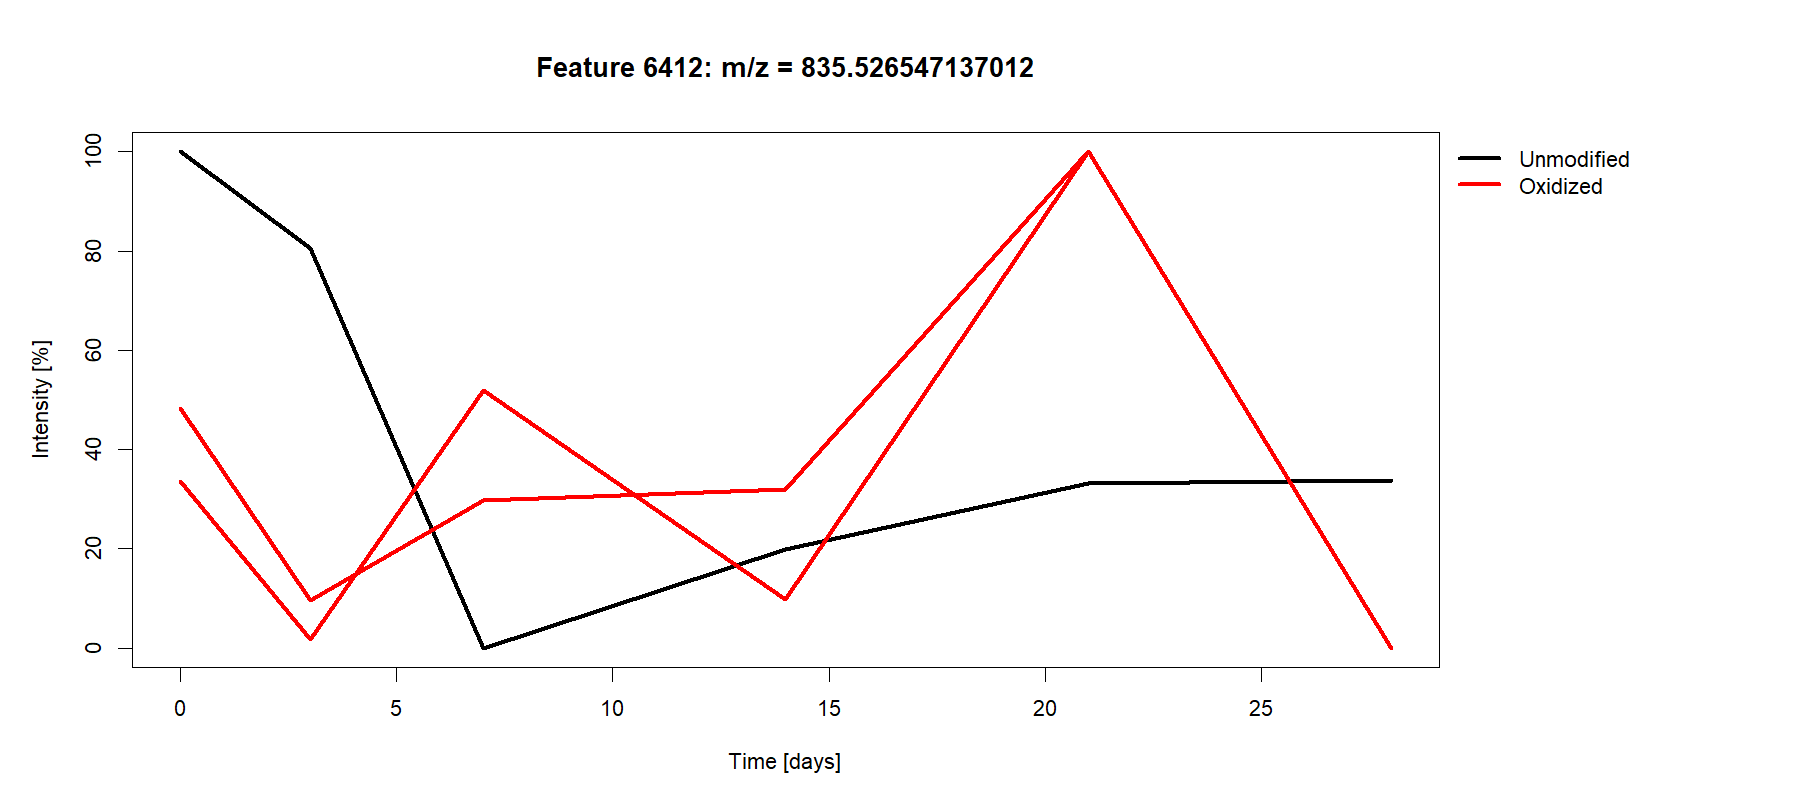 Feature 6412: m/z = 835.526547137012
Unmodified
Oxidized
Intensity [%]
100
80
60
40
20
0
0 5 10 15 20 25
Time [days]